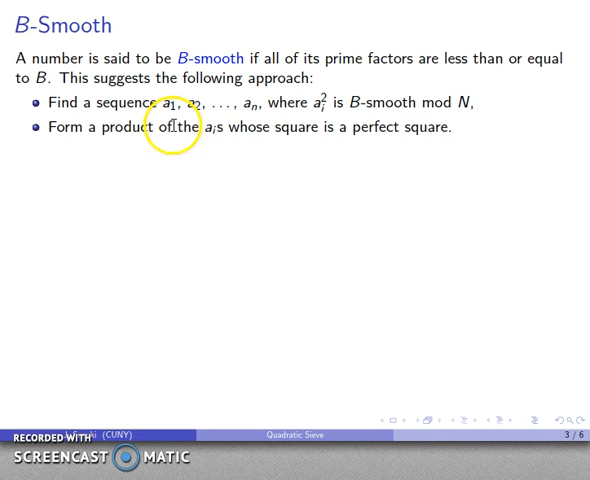 B-Smooth
A number is said to be B-smooth if all of its prime factors are less than or equal
to B. This suggests the following approach:
Find a sequence a₁, a₂, ..., aₙ, where aᵢ² is B-smooth mod N,
Form a product of the aᵢs whose square is a perfect square.
RECORDED WITH
(CUNY)
Quadratic Sieve
3 / 6
SCREENCAST MATIC